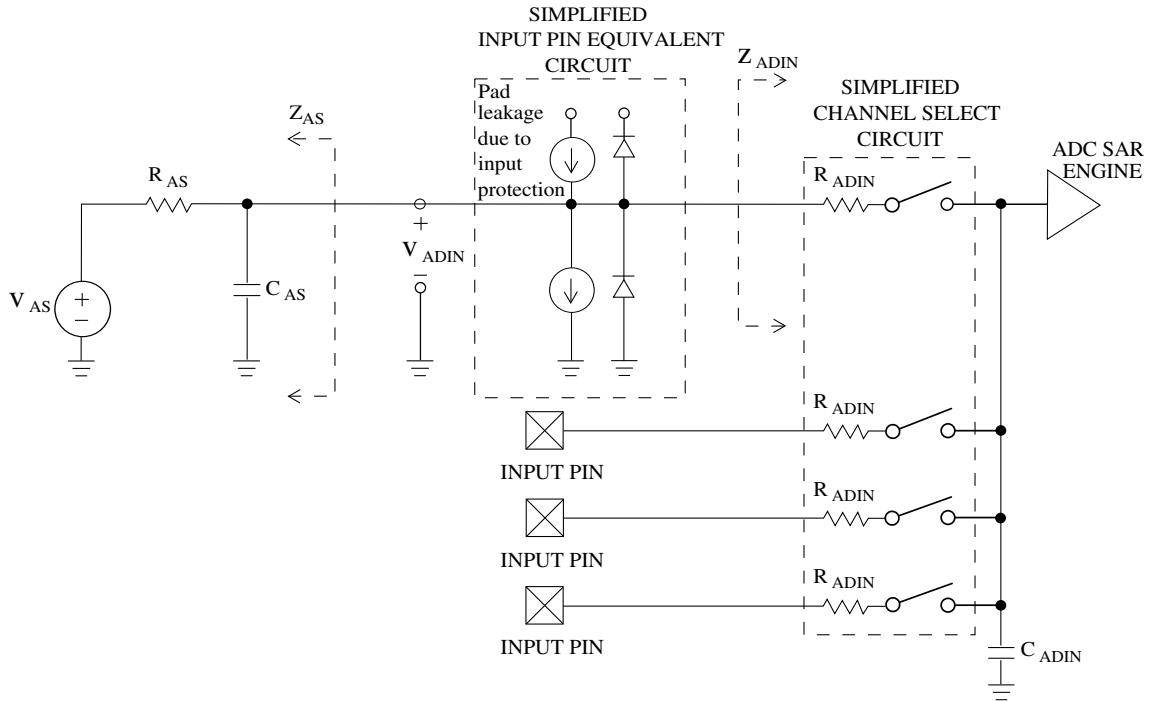 SIMPLIFIED
INPUT PIN EQUIVALENT
CIRCUIT
Pad
leakage
due to
input
protection
Z ADIN
SIMPLIFIED
CHANNEL SELECT
CIRCUIT
ADC SAR
ENGINE
ZAS
R AS
R ADIN
+
V ADIN
–
C AS
V AS
+
–
R ADIN
INPUT PIN
R ADIN
INPUT PIN
R ADIN
INPUT PIN
C ADIN